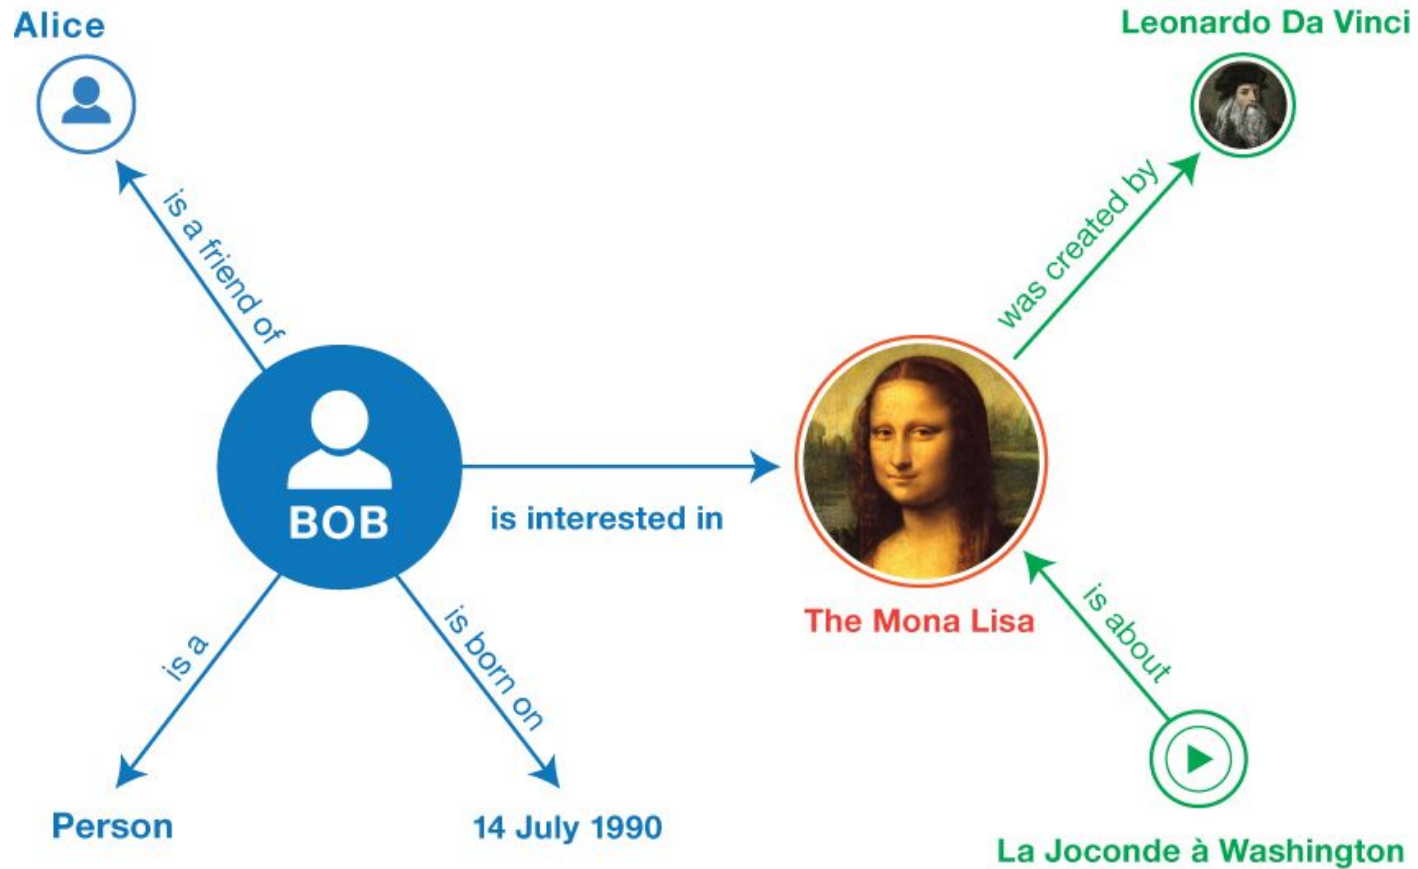 Alice
Leonardo Da Vinci
is a friend of
was created by
BOB
is interested in
The Mona Lisa
is a
is born on
is about
Person
14 July 1990
La Joconde à Washington